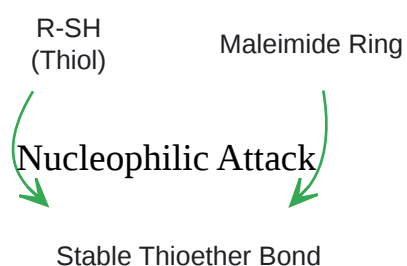 R-SH
(Thiol)
Maleimide Ring
Nucleophilic Attack
Stable Thioether Bond